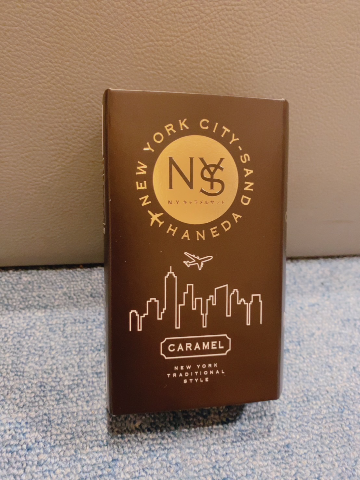 NEW YORK CITY-SAND
HANEDA
NYS
CARAMEL
NEW YORK
TRADITIONAL
STYLE